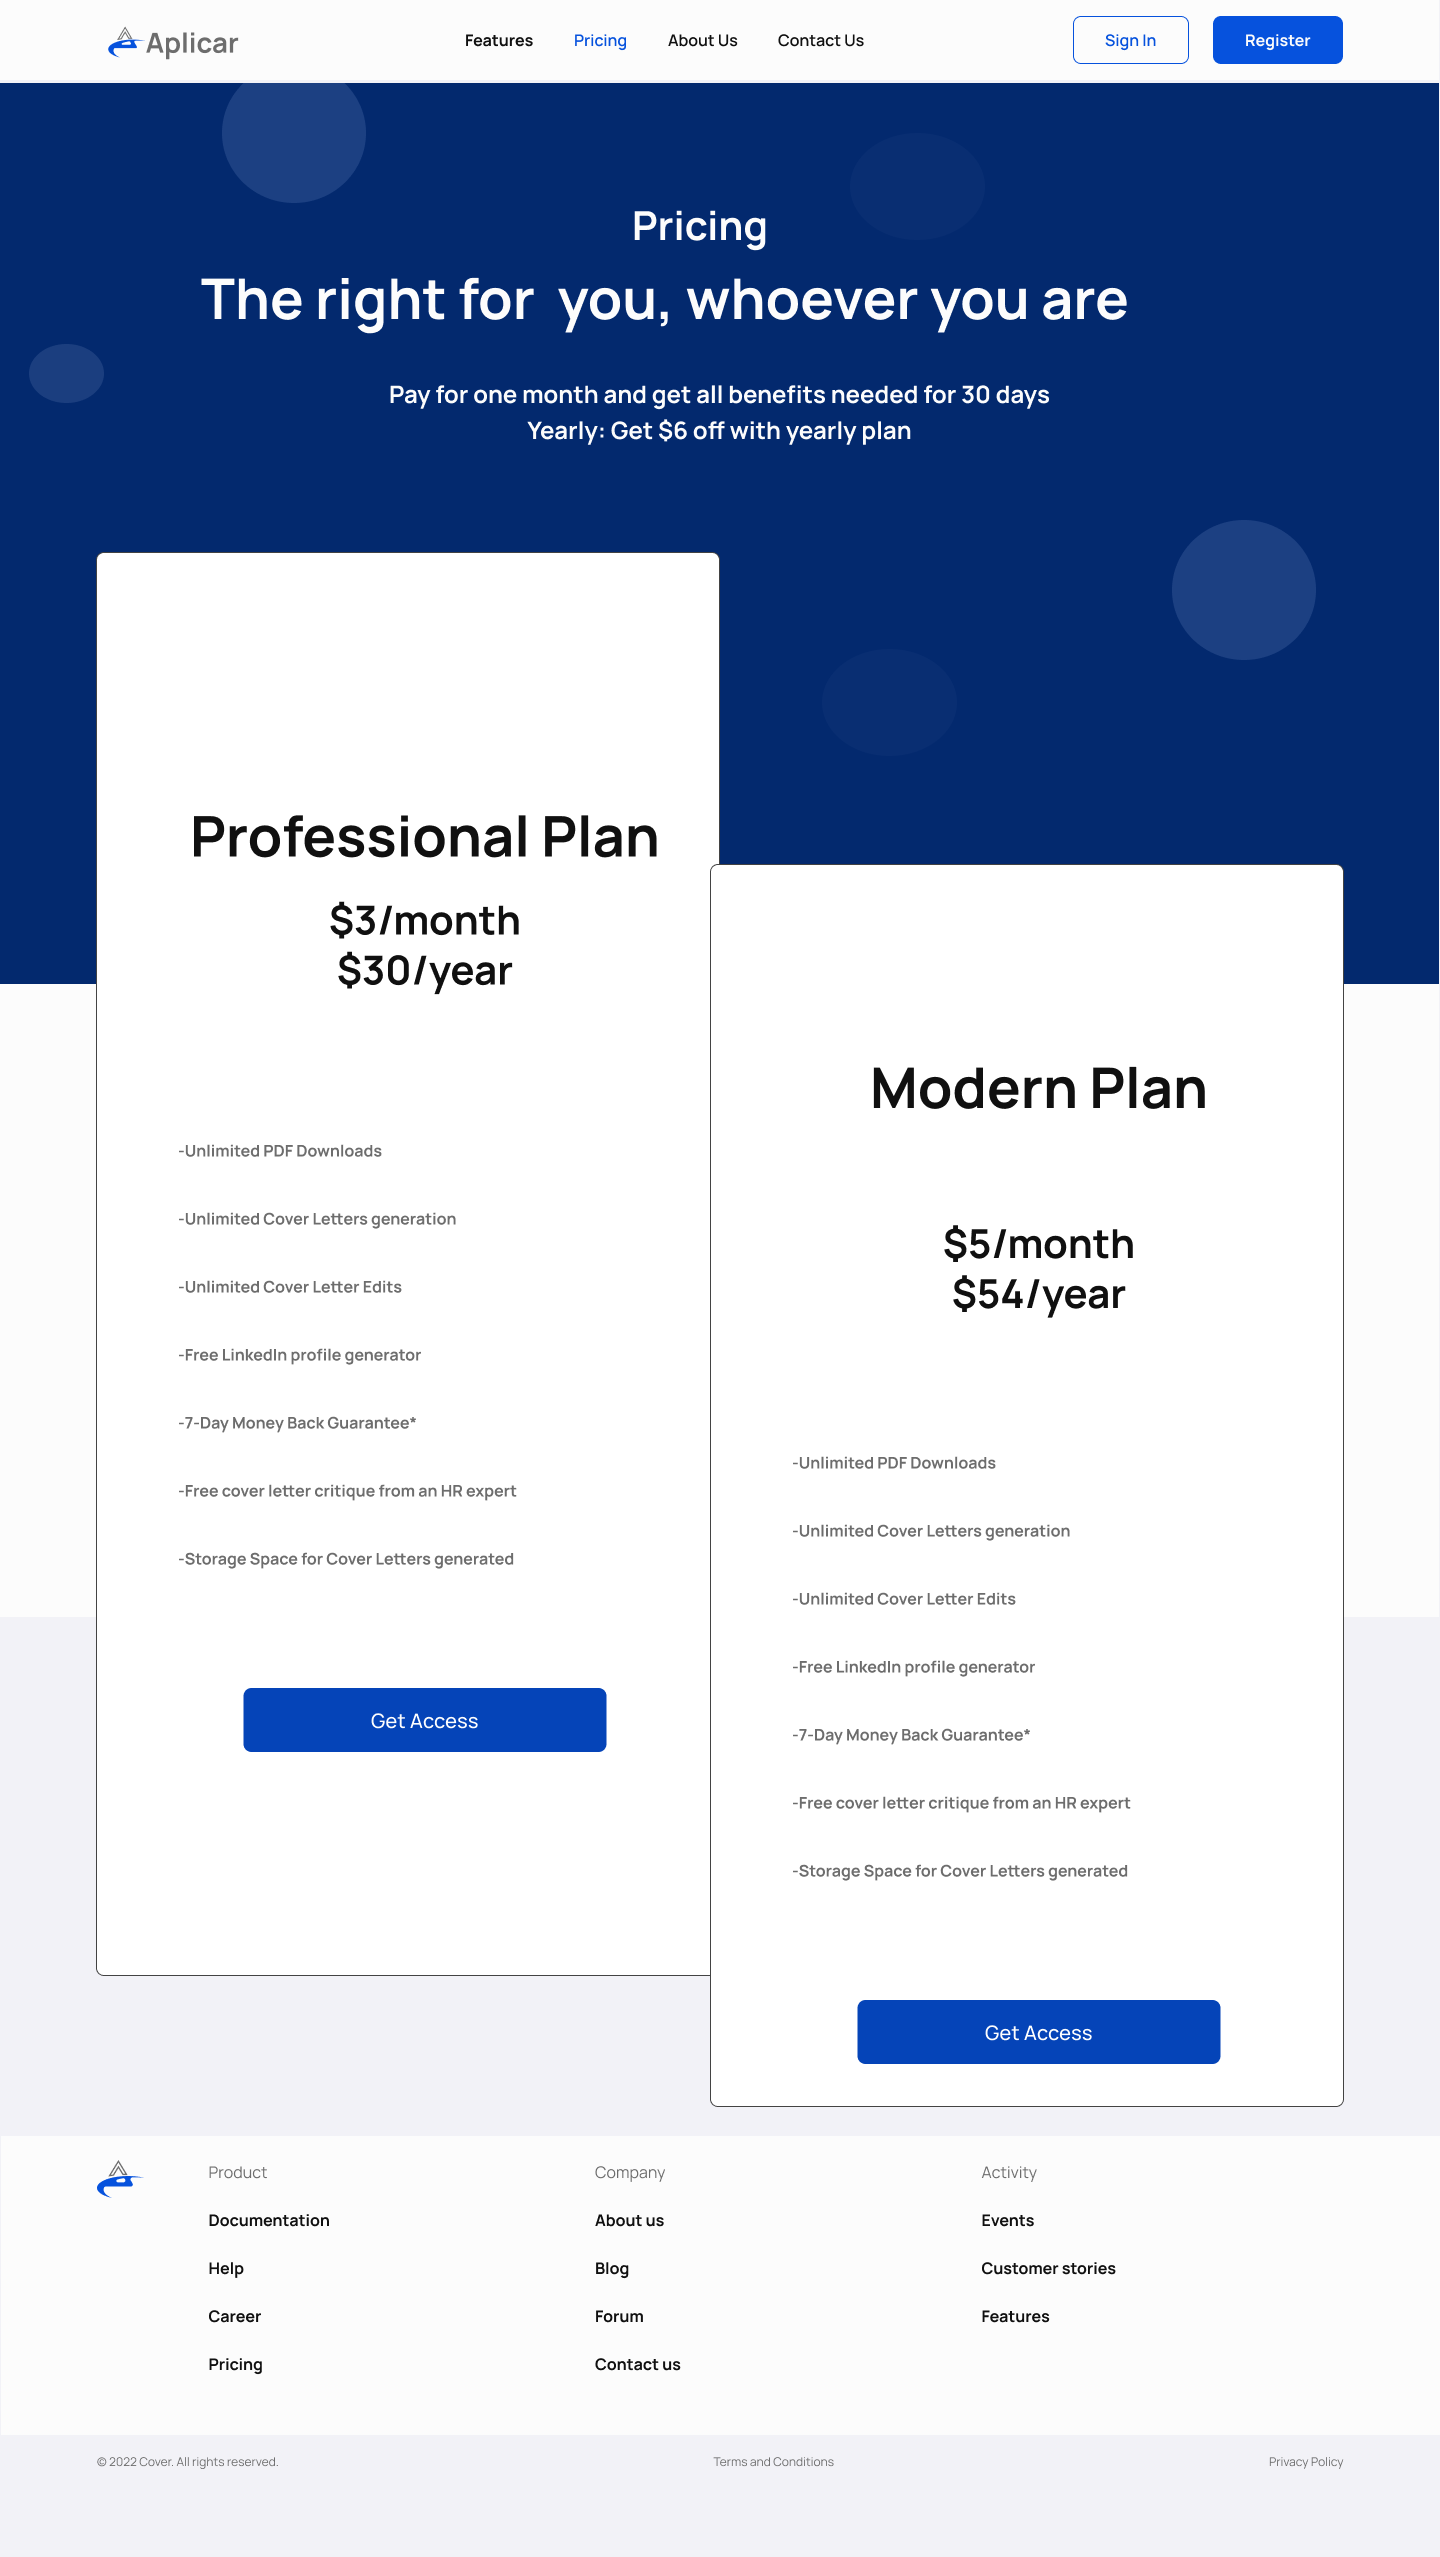 Aplicar
Features
Pricing
About Us
Contact Us
Sign In
Register
Pricing
The right for  you, whoever you are
Pay for one month and get all benefits needed for 30 days
Yearly: Get $6 off with yearly plan
Professional Plan
$3/month
$30/year
-Unlimited PDF Downloads
-Unlimited Cover Letters generation
-Unlimited Cover Letter Edits
-Free LinkedIn profile generator
-7-Day Money Back Guarantee*
-Free cover letter critique from an HR expert
-Storage Space for Cover Letters generated
Get Access
Modern Plan
$5/month
$54/year
-Unlimited PDF Downloads
-Unlimited Cover Letters generation
-Unlimited Cover Letter Edits
-Free LinkedIn profile generator
-7-Day Money Back Guarantee*
-Free cover letter critique from an HR expert
-Storage Space for Cover Letters generated
Get Access
Product
Documentation
Help
Career
Pricing
Company
About us
Blog
Forum
Contact us
Activity
Events
Customer stories
Features
© 2022 Cover. All rights reserved.
Terms and Conditions
Privacy Policy